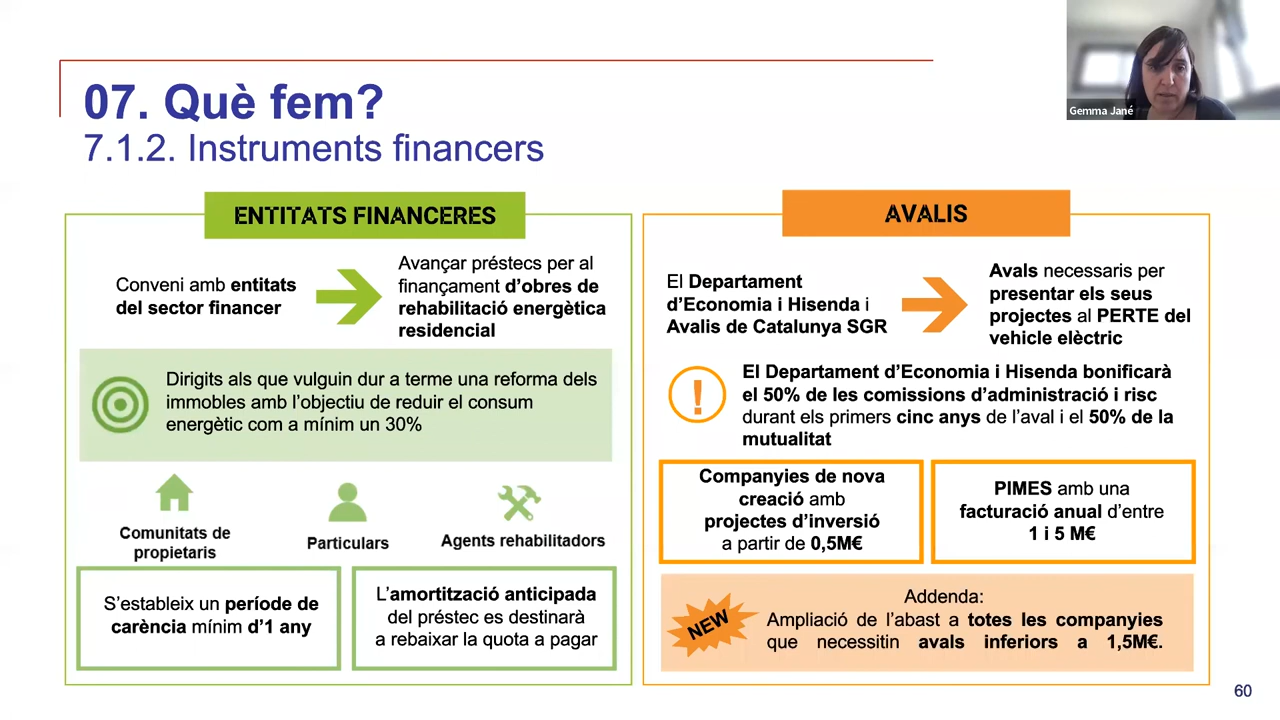 Gemma Jané
07. Què fem?
7.1.2. Instruments financers
ENTITATS FINANCERES
Conveni amb entitats
del sector financer
Avançar préstecs per al
finançament d’obres de
rehabilitació energètica
residencial
Dirigits als que vulguin dur a terme una reforma dels
immobles amb l’objectiu de reduir el consum
energètic com a mínim un 30%
Comunitats de
propietaris
Particulars
Agents rehabilitadors
S’estableix un període de
carència mínim d’1 any
L’amortització anticipada
del préstec es destinarà
a rebaixar la quota a pagar
AVALIS
El Departament
d’Economia i Hisenda i
Avalis de Catalunya SGR
Avals necessaris per
presentar els seus
projectes al PERTE del
vehicle elèctric
!
El Departament d’Economia i Hisenda bonificarà
el 50% de les comissions d’administració i risc
durant els primers cinc anys de l’aval i el 50% de la
mutualitat
Companyies de nova
creació amb
projectes d’inversió
a partir de 0,5M€
PIMES amb una
facturació anual d’entre
1 i 5 M€
NEW
Addenda:
Ampliació de l’abast a totes les companyies
que necessitin avals inferiors a 1,5M€.
60